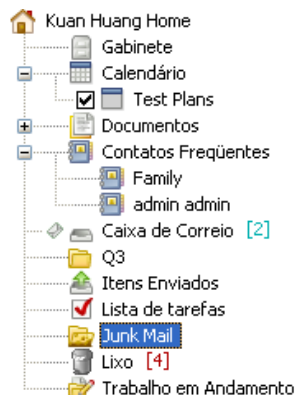 Kuan Huang Home
Gabinete
Calendário
Test Plans
Documentos
Contatos Freqüentes
Family
admin admin
Caixa de Correio [2]
Q3
Itens Enviados
Lista de tarefas
Junk Mail
Lixo [4]
Trabalho em Andamento